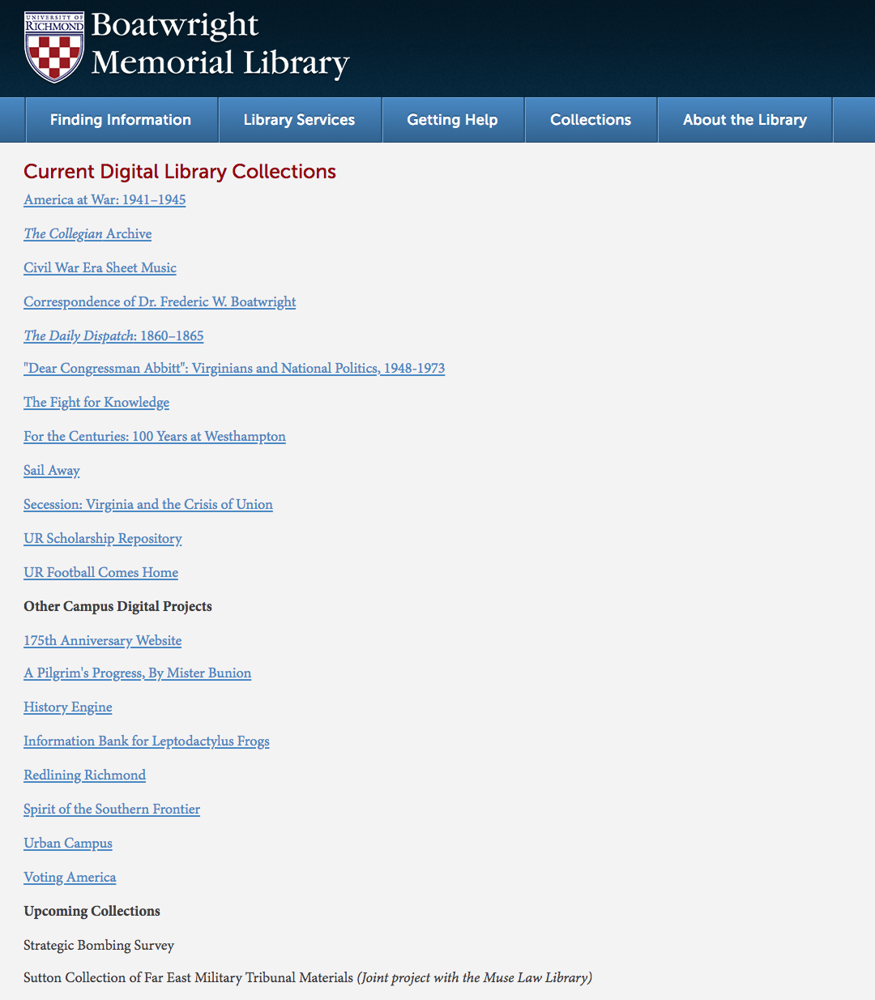 UNIVERSITY OF
RICHMOND
Boatwright
Memorial Library
Finding Information
Library Services
Getting Help
Collections
About the Library
Current Digital Library Collections
America at War: 1941–1945
The Collegian Archive
Civil War Era Sheet Music
Correspondence of Dr. Frederic W. Boatwright
The Daily Dispatch: 1860–1865
"Dear Congressman Abbitt": Virginians and National Politics, 1948-1973
The Fight for Knowledge
For the Centuries: 100 Years at Westhampton
Sail Away
Secession: Virginia and the Crisis of Union
UR Scholarship Repository
UR Football Comes Home
Other Campus Digital Projects
175th Anniversary Website
A Pilgrim's Progress, By Mister Bunion
History Engine
Information Bank for Leptodactylus Frogs
Redlining Richmond
Spirit of the Southern Frontier
Urban Campus
Voting America
Upcoming Collections
Strategic Bombing Survey
Sutton Collection of Far East Military Tribunal Materials (Joint project with the Muse Law Library)